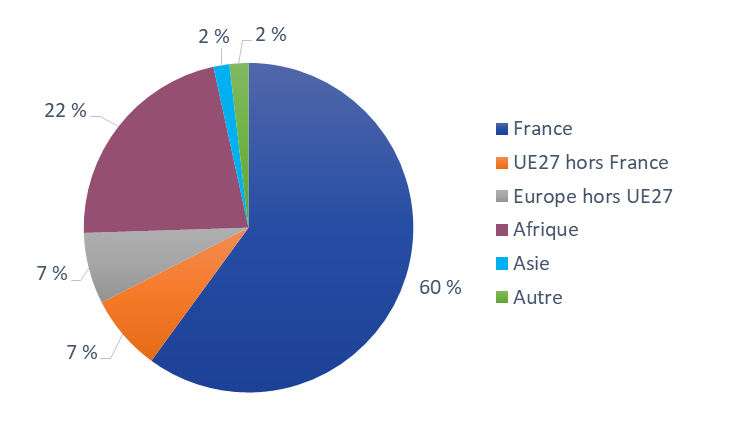 2 %
2 %
22 %
7 %
7 %
60 %
France
UE27 hors France
Europe hors UE27
Afrique
Asie
Autre